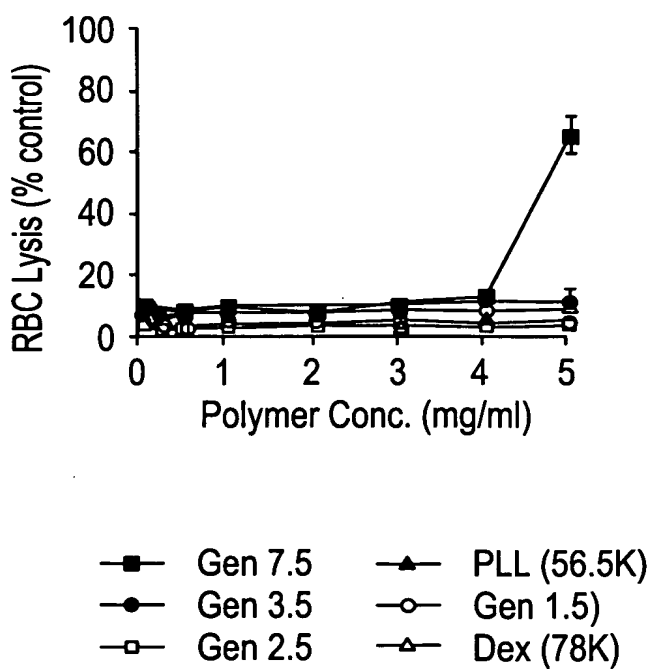 100
80
60
40
20
0
RBC Lysis (% control)
0 1 2 3 4 5
Polymer Conc. (mg/ml)
Gen 7.5 PLL (56.5K)
Gen 3.5 Gen 1.5)
Gen 2.5 Dex (78K)